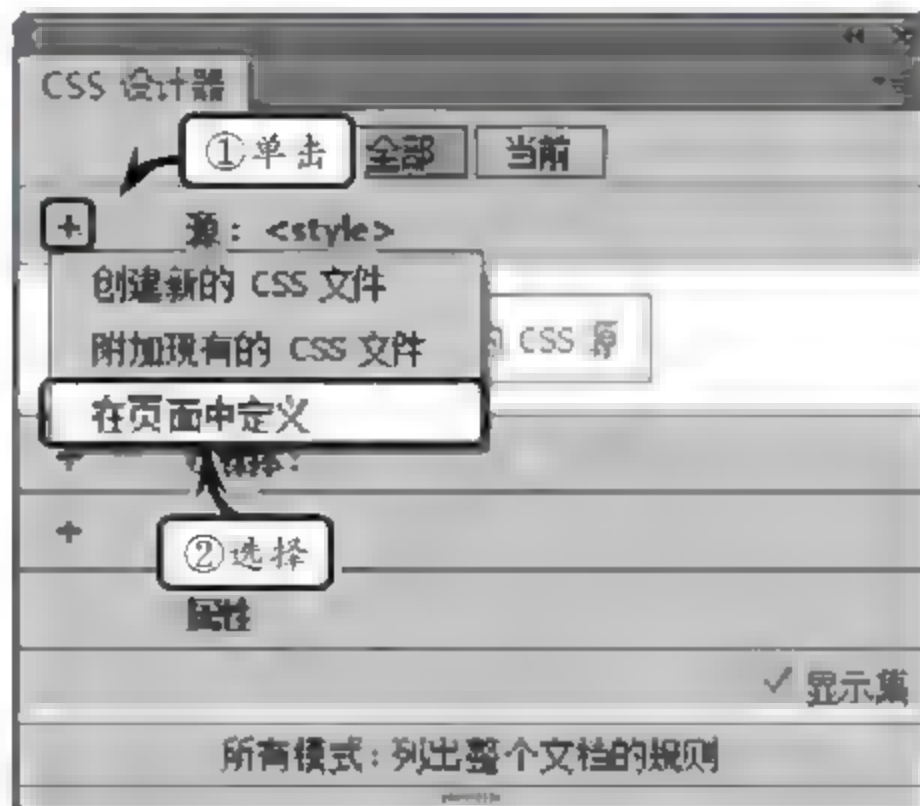 CSS 设计器
①单击 全部 当前
+ 源: <style>
创建新的 CSS 文件
附加现有的 CSS 文件
CSS 源
在页面中定义
+
②选择
属性
✓ 显示集
所有模式:列出整个文档的规则